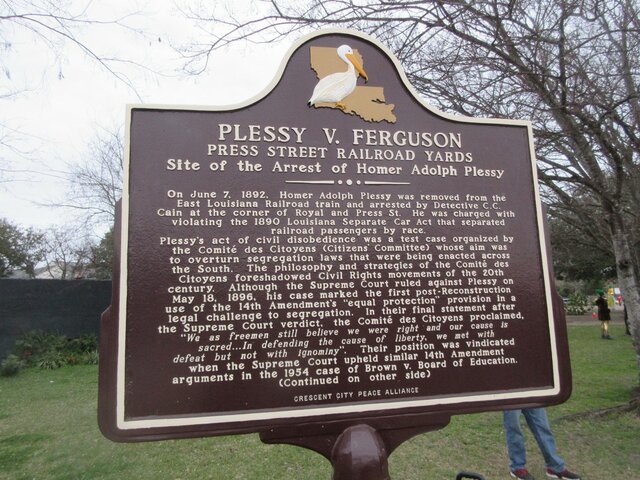 PLESSY V. FERGUSON
PRESS STREET RAILROAD YARDS
Site of the Arrest of Homer Adolph Plessy
On June 7, 1892, Homer Adolph Plessy was removed from the
East Louisiana Railroad train and arrested by Detective C.C.
Cain at the corner of Royal and Press St. He was charged with
violating the 1890 Louisiana Separate Car Act that separated
railroad passengers by race.
Plessy's act of civil disobedience was a test case organized by
the Comité des Citoyens (Citizens Committee) whose aim was
to overturn segregation laws that were being enacted across
the South. The philosophy and strategies of the Comité des
Citoyens foreshadowed Civil Rights movements of the 20th
century. Although the Supreme Court ruled against Plessy on
May 18, 1896, his case marked the first post-Reconstruction
use of the 14th Amendment's "equal protection" provision in a
legal challenge to segregation. In their final statement after
the Supreme Court verdict, the Comité des Citoyens proclaimed,
"We as freemen still believe we were right and our cause is
sacred...In defending the cause of liberty, we met with
defeat but not with ignominy". Their position was vindicated
when the Supreme Court upheld similar 14th Amendment
arguments in the 1954 case of Brown v. Board of Education.
(Continued on other side)
CRESCENT CITY PEACE ALLIANCE